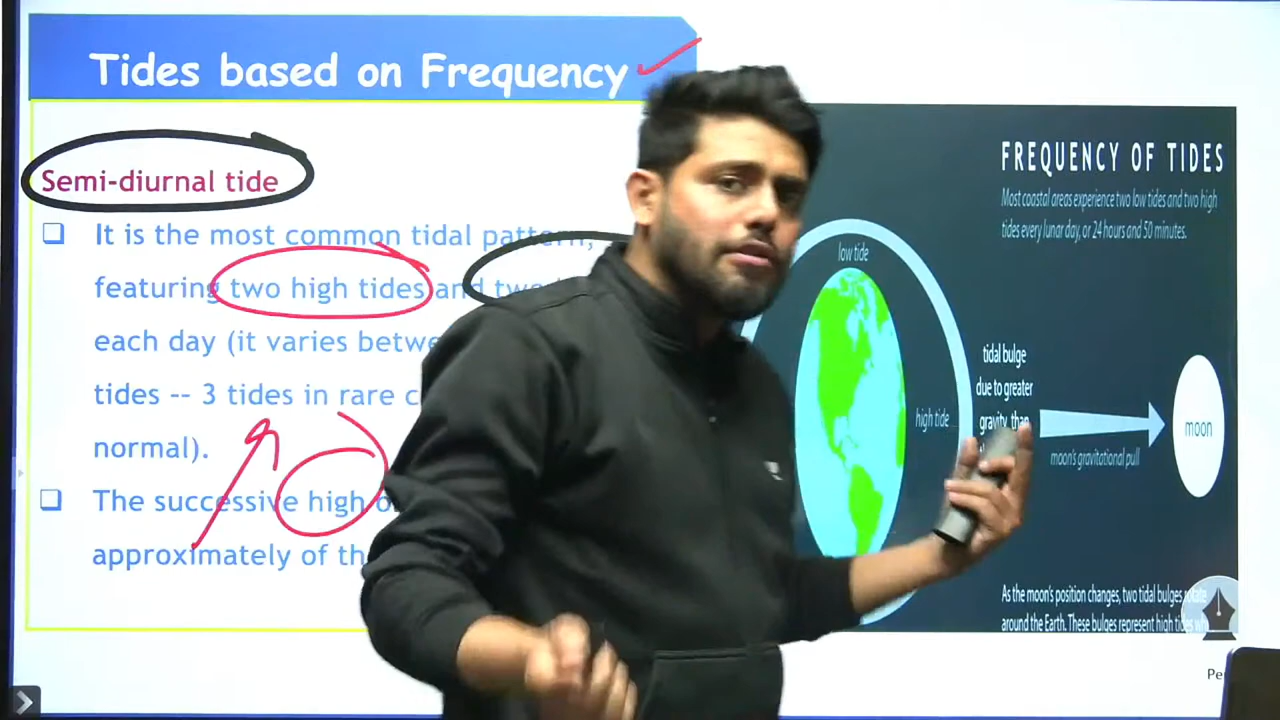 Tides based on Frequency
Semi-diurnal tide
It is the most common tidal pattern,
featuring two high tides and two
each day (it varies between
tides -- 3 tides in rare
normal).
The successive high
approximately of the
FREQUENCY OF TIDES
Most coastal areas experience two low tides and two high
tides every lunar day, or 24 hours and 50 minutes.
low tide
tidal bulge
due to greater
gravity than
high tide
moon's gravitational pull
moon
As the moon's position changes, two tidal bulges rotate
around the Earth. These bulges represent high tides